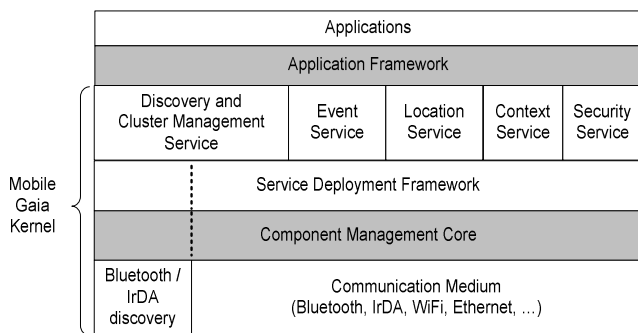 Applications
Application Framework
Discovery and
Cluster Management
Service
Event
Service
Location
Service
Context
Service
Security
Service
Mobile
Gaia
Kernel
Service Deployment Framework
Component Management Core
Bluetooth /
IrDA
discovery
Communication Medium
(Bluetooth, IrDA, WiFi, Ethernet, …)